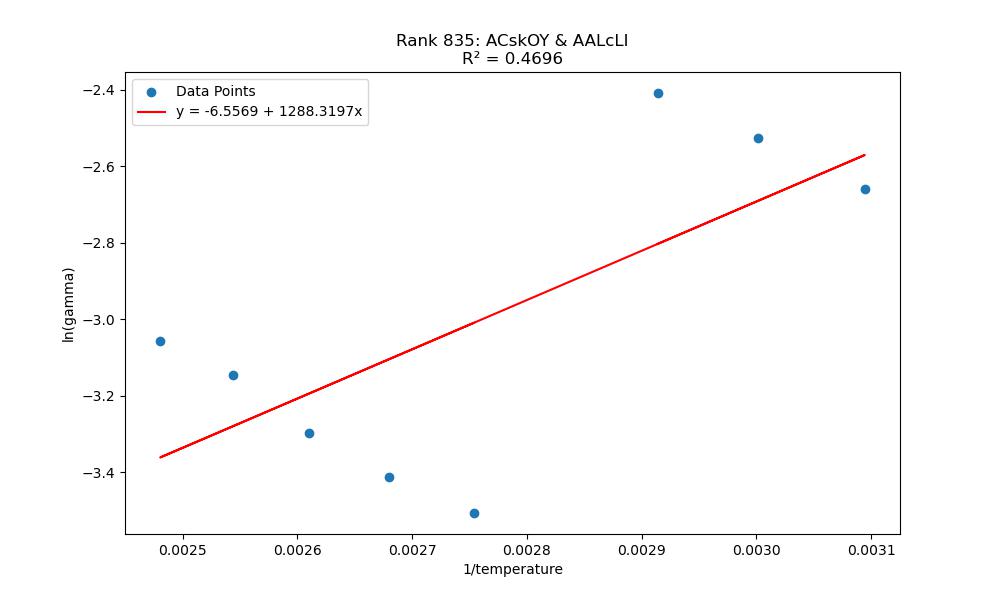 Rank 835: ACskOY & AALcLI
R² = 0.4696
Data Points
y = -6.5569 + 1288.3197x
−2.4
−2.6
−2.8
−3.0
−3.2
−3.4
ln(gamma)
0.0025 0.0026 0.0027 0.0028 0.0029 0.0030 0.0031
1/temperature